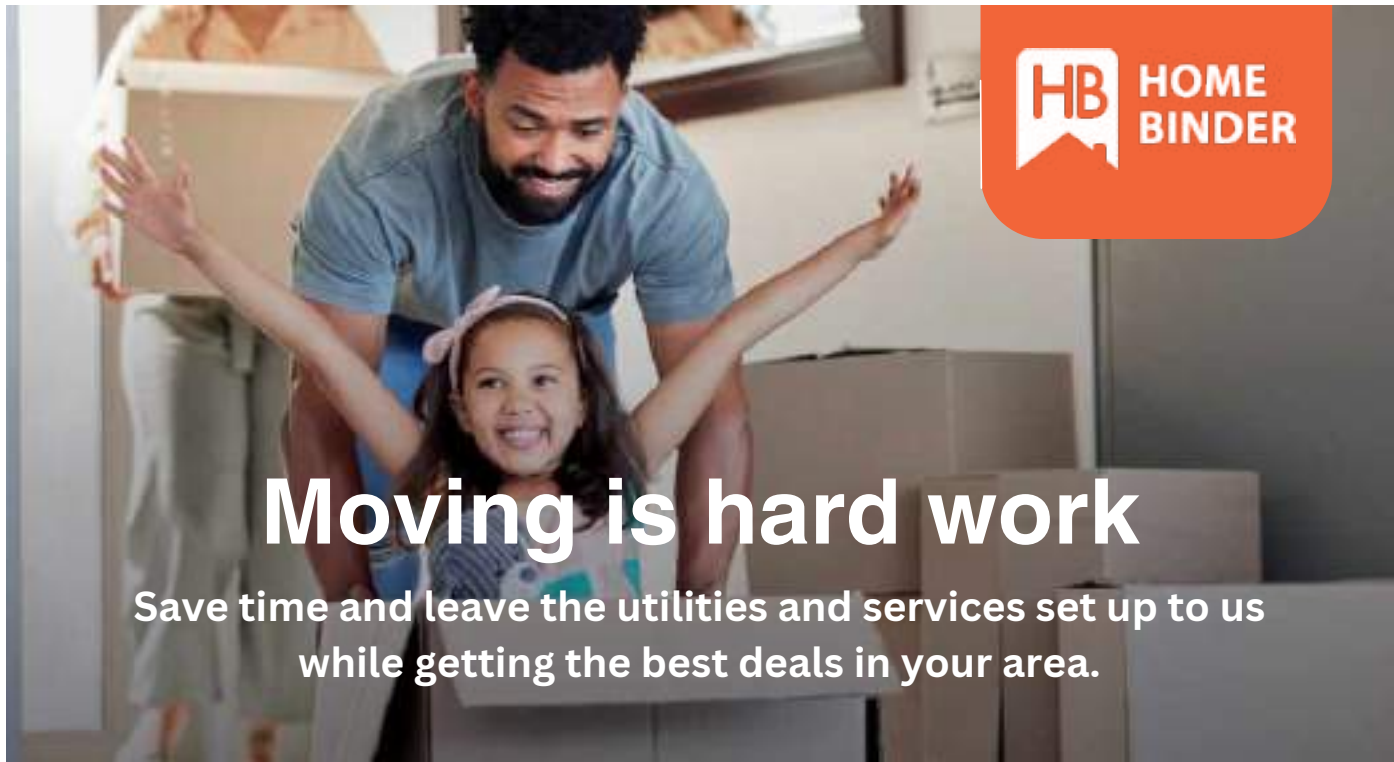 HB
HOME
BINDER
Moving is hard work
Save time and leave the utilities and services set up to us
while getting the best deals in your area.